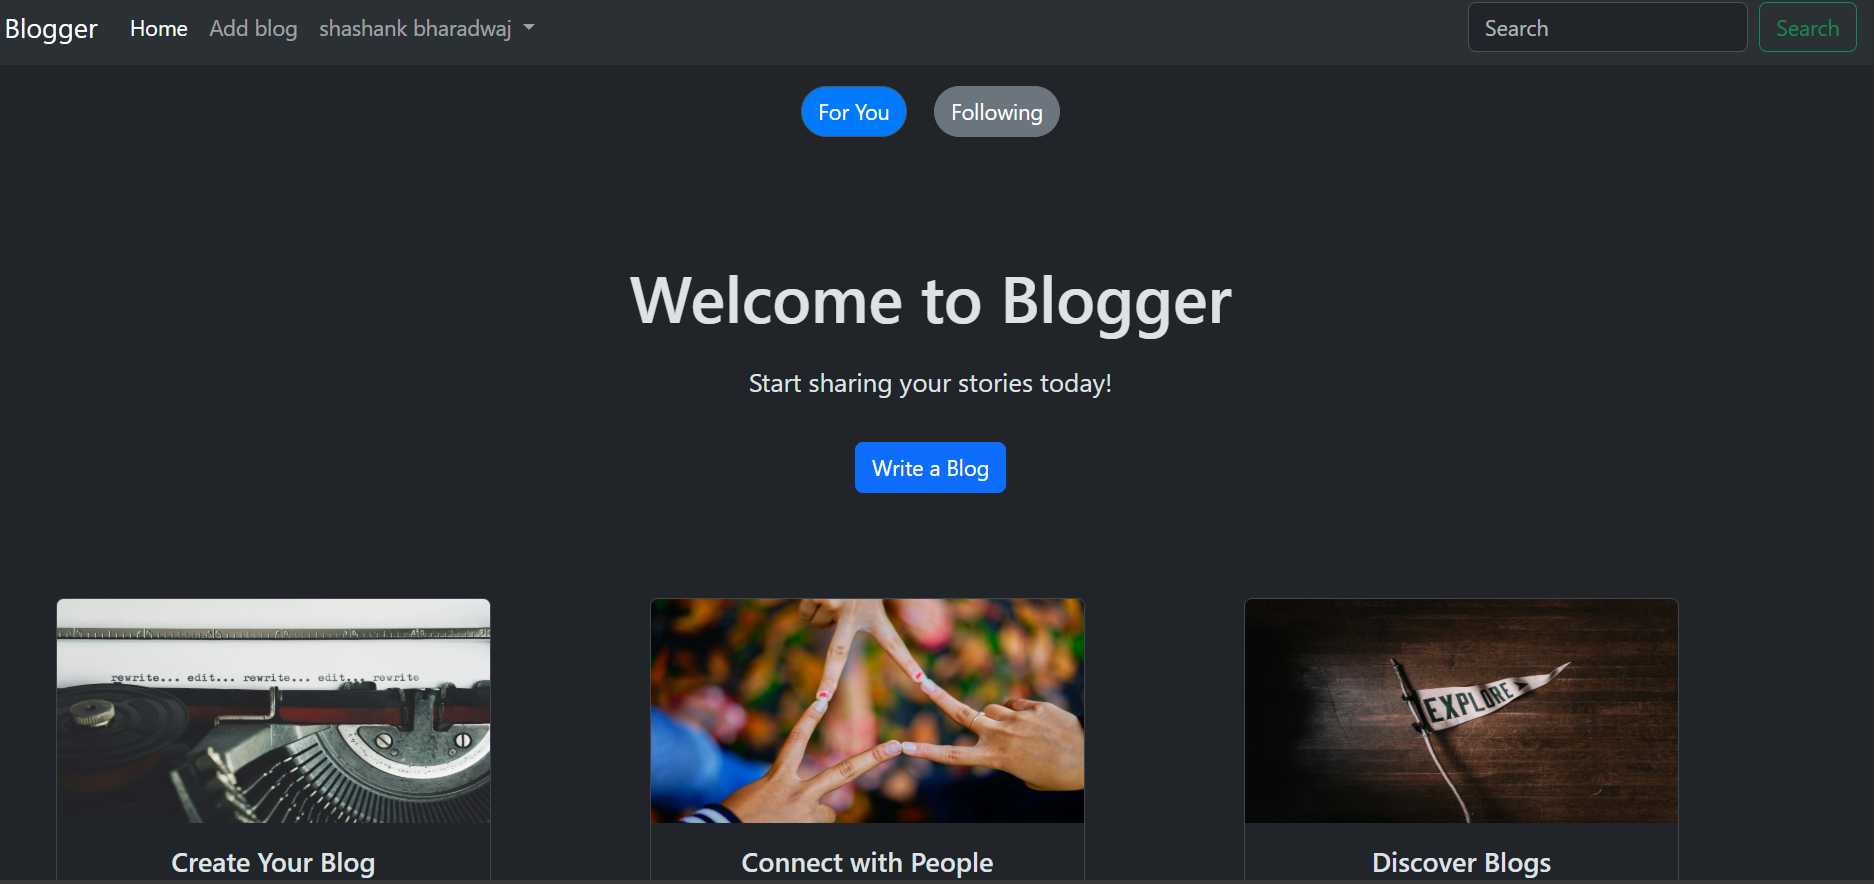 Blogger Home Add blog shashank bharadwaj Search Search
For You Following
Welcome to Blogger
Start sharing your stories today!
Write a Blog
rewrite... edit... rewrite... edit... rewrite
EXPLORE
Create Your Blog Connect with People Discover Blogs